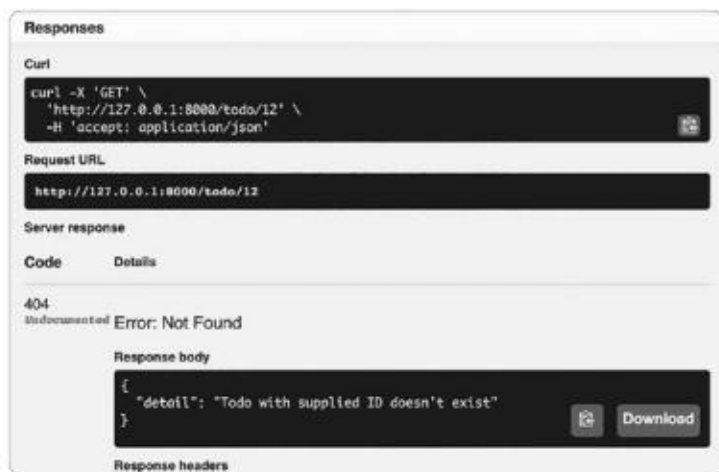 Responses
Curl
curl -X 'GET' \
'http://127.0.0.1:8000/todo/12' \
-H 'accept: application/json'
Request URL
http://127.0.0.1:8000/todo/12
Server response
Code Details
404
Undocumented Error: Not Found
Response body
{
"detail": "Todo with supplied ID doesn't exist"
}
Download
Response headers